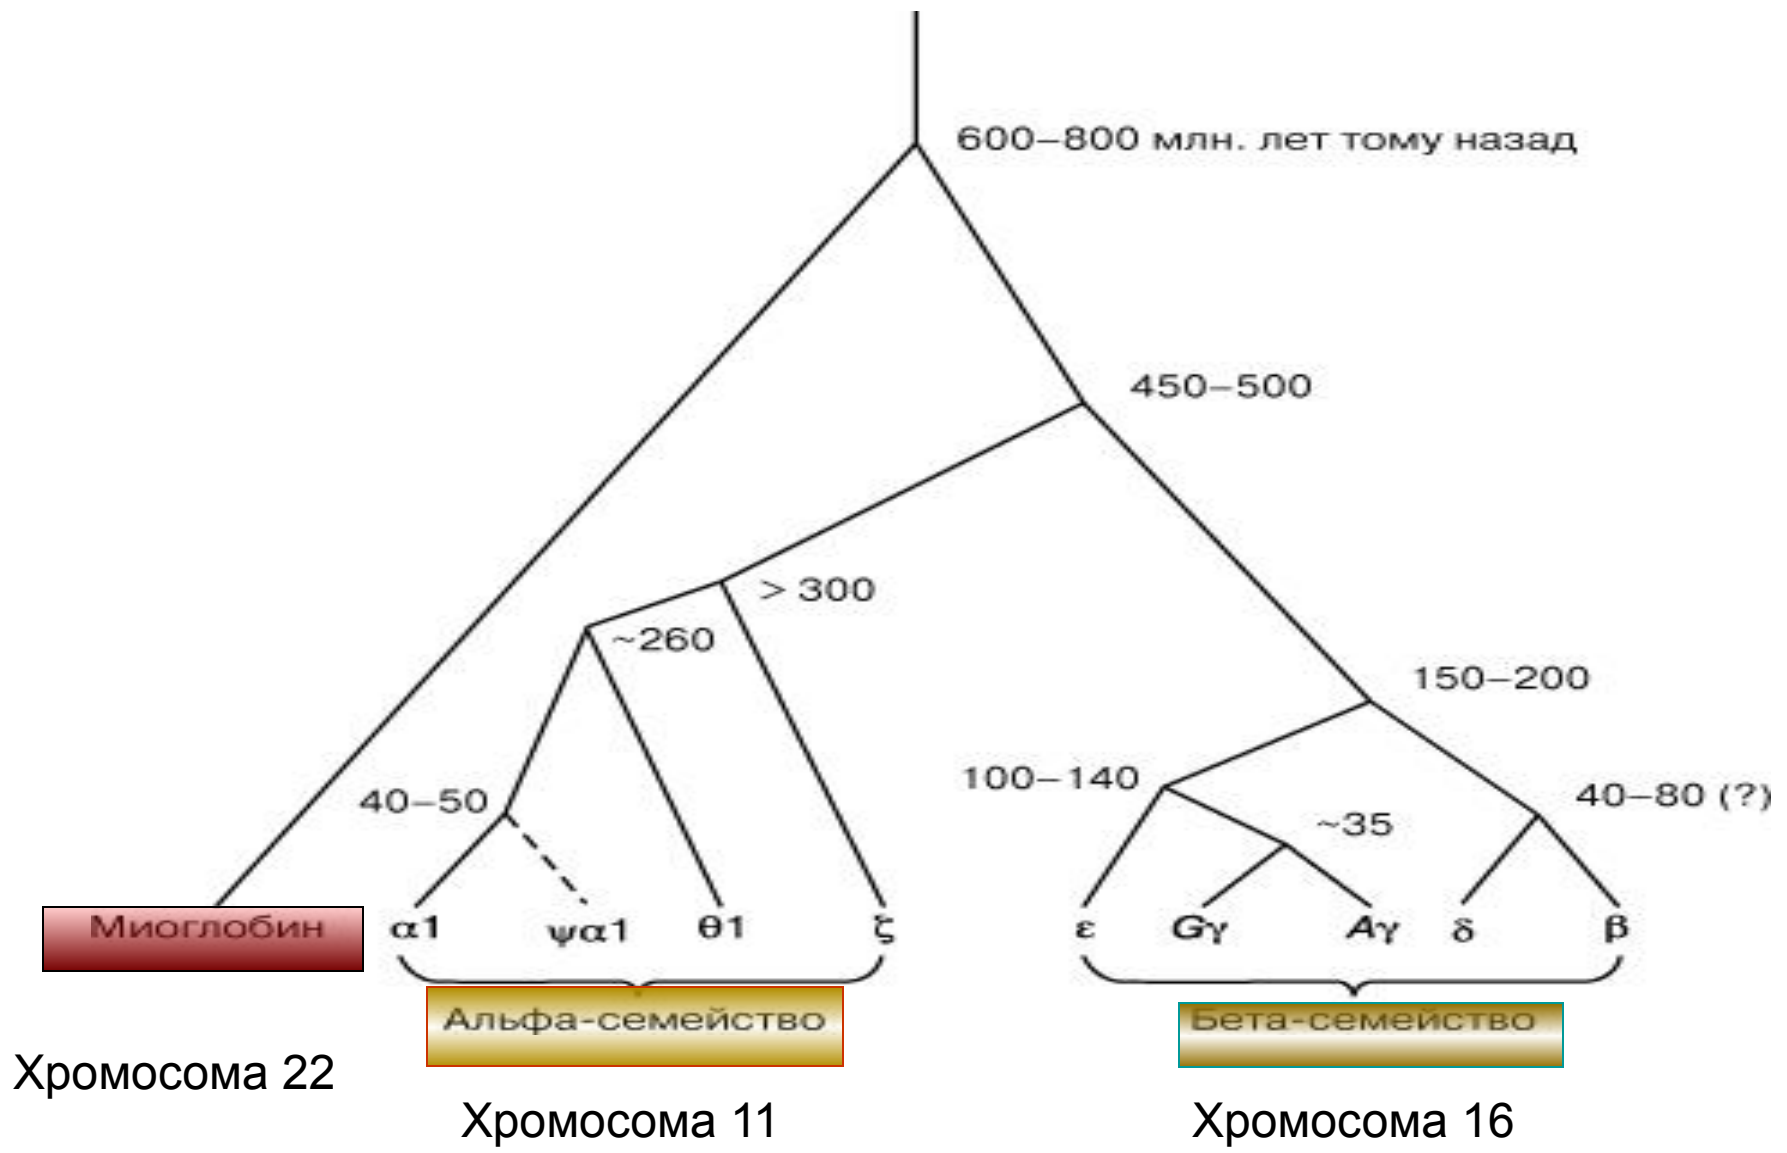 600–800 млн. лет тому назад
450–500
> 300
~260
150–200
100–140
40–50
40–80 (?)
~35
Миоглобин
α1
ψα1
θ1
ζ
ε
Gγ
Aγ
δ
β
Альфа-семейство
Бета-семейство
Хромосома 22
Хромосома 11
Хромосома 16